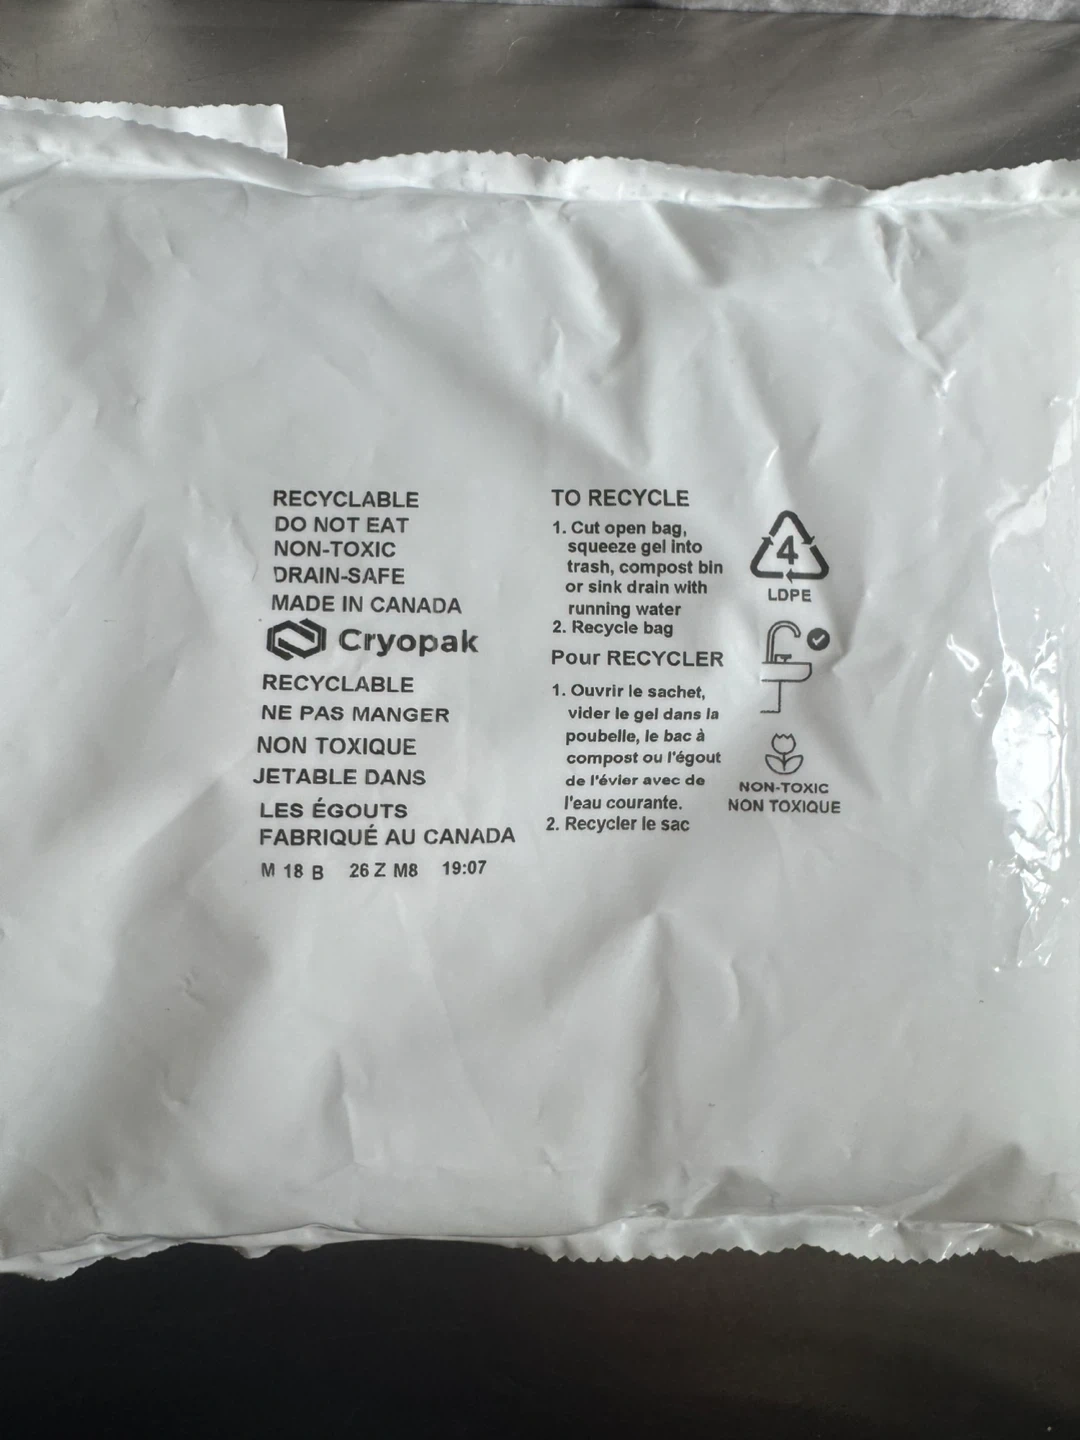 RECYCLABLE
DO NOT EAT
NON-TOXIC
DRAIN-SAFE
MADE IN CANADA
Cryopak
RECYCLABLE
NE PAS MANGER
NON TOXIQUE
JETABLE DANS
LES ÉGOUTS
FABRIQUÉ AU CANADA
M 18 B 26 Z M8 19:07
TO RECYCLE
1. Cut open bag,
squeeze gel into
trash, compost bin
or sink drain with
running water
2. Recycle bag
Pour RECYCLER
1. Ouvrir le sachet,
vider le gel dans la
poubelle, le bac à
compost ou l'égout
de l'évier avec de
l'eau courante.
2. Recycler le sac
4
LDPE
NON-TOXIC
NON TOXIQUE